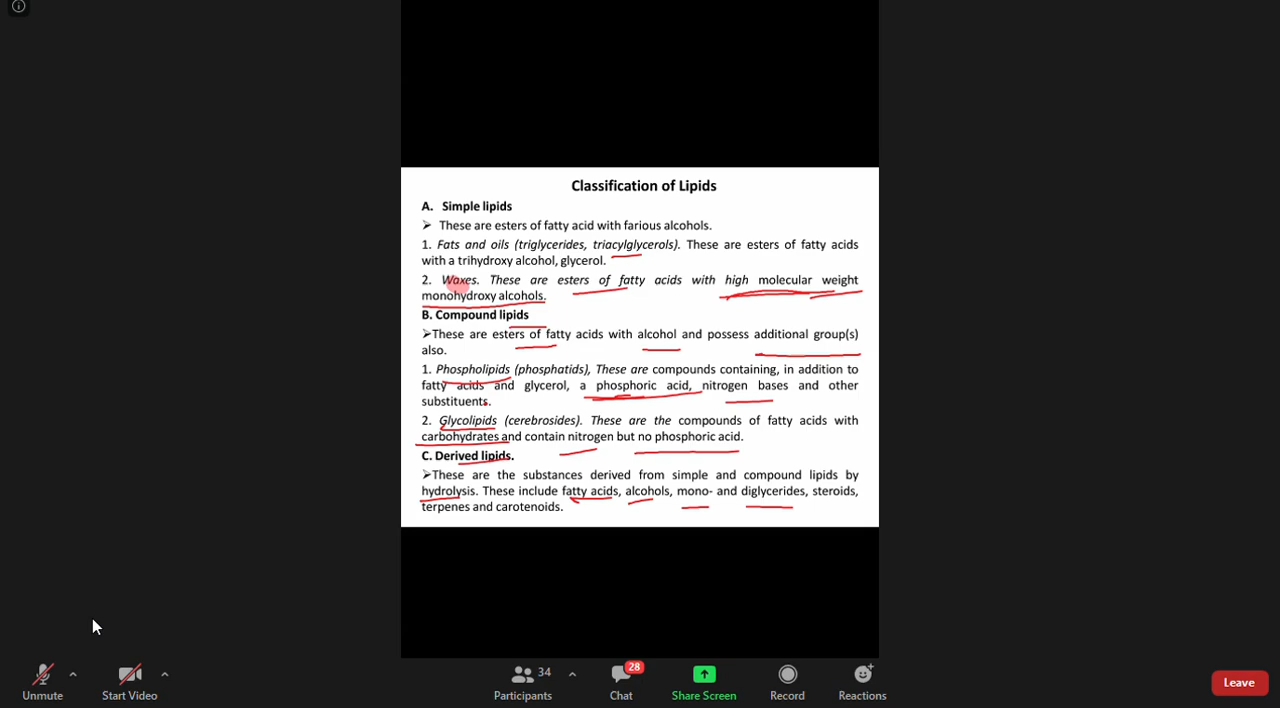 Classification of Lipids
A. Simple lipids
➢ These are esters of fatty acid with farious alcohols.
1. Fats and oils (triglycerides, triacylglycerols). These are esters of fatty acids
with a trihydroxy alcohol, glycerol.
2. Waxes. These are esters of fatty acids with high molecular weight
monohydroxy alcohols.
B. Compound lipids
➢These are esters of fatty acids with alcohol and possess additional group(s)
also.
1. Phospholipids (phosphatids), These are compounds containing, in addition to
fatty acids and glycerol, a phosphoric acid, nitrogen bases and other
substituents.
2. Glycolipids (cerebrosides). These are the compounds of fatty acids with
carbohydrates and contain nitrogen but no phosphoric acid.
C. Derived lipids.
➢These are the substances derived from simple and compound lipids by
hydrolysis. These include fatty acids, alcohols, mono- and diglycerides, steroids,
terpenes and carotenoids.
34
28
Unmute
Start Video
Participants
Chat
Share Screen
Record
Reactions
Leave